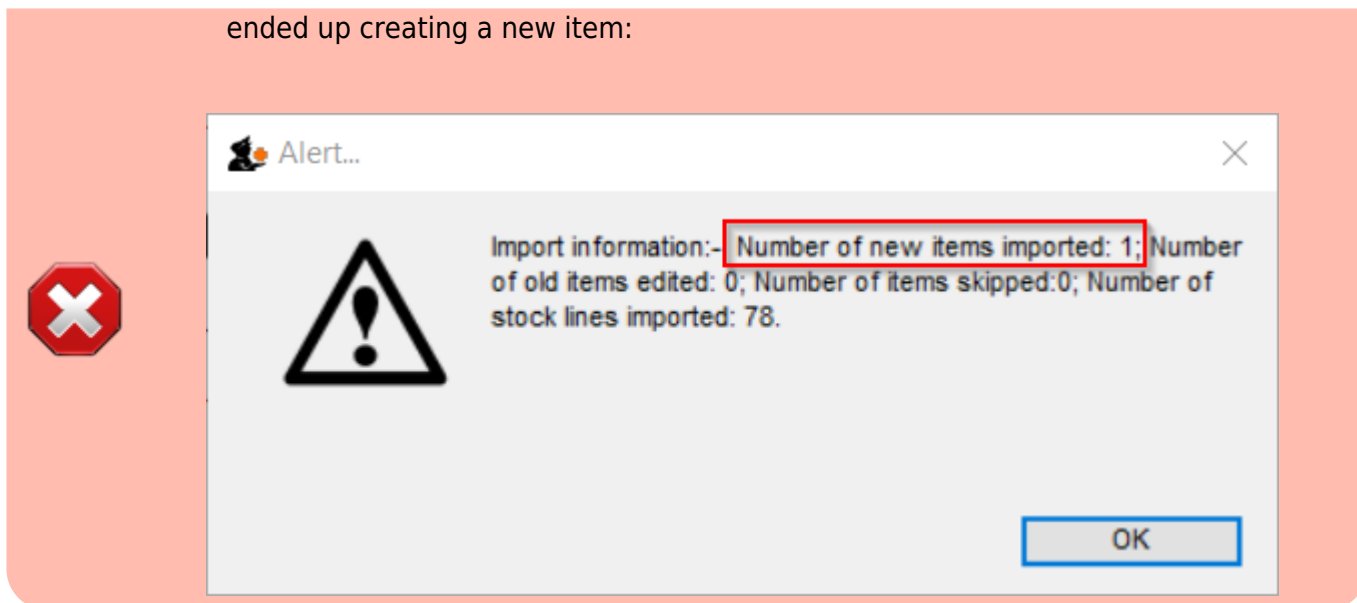 ended up creating a new item:
Alert...
Import information:- Number of new items imported: 1; Number
of old items edited: 0; Number of items skipped:0; Number of
stock lines imported: 78.
OK